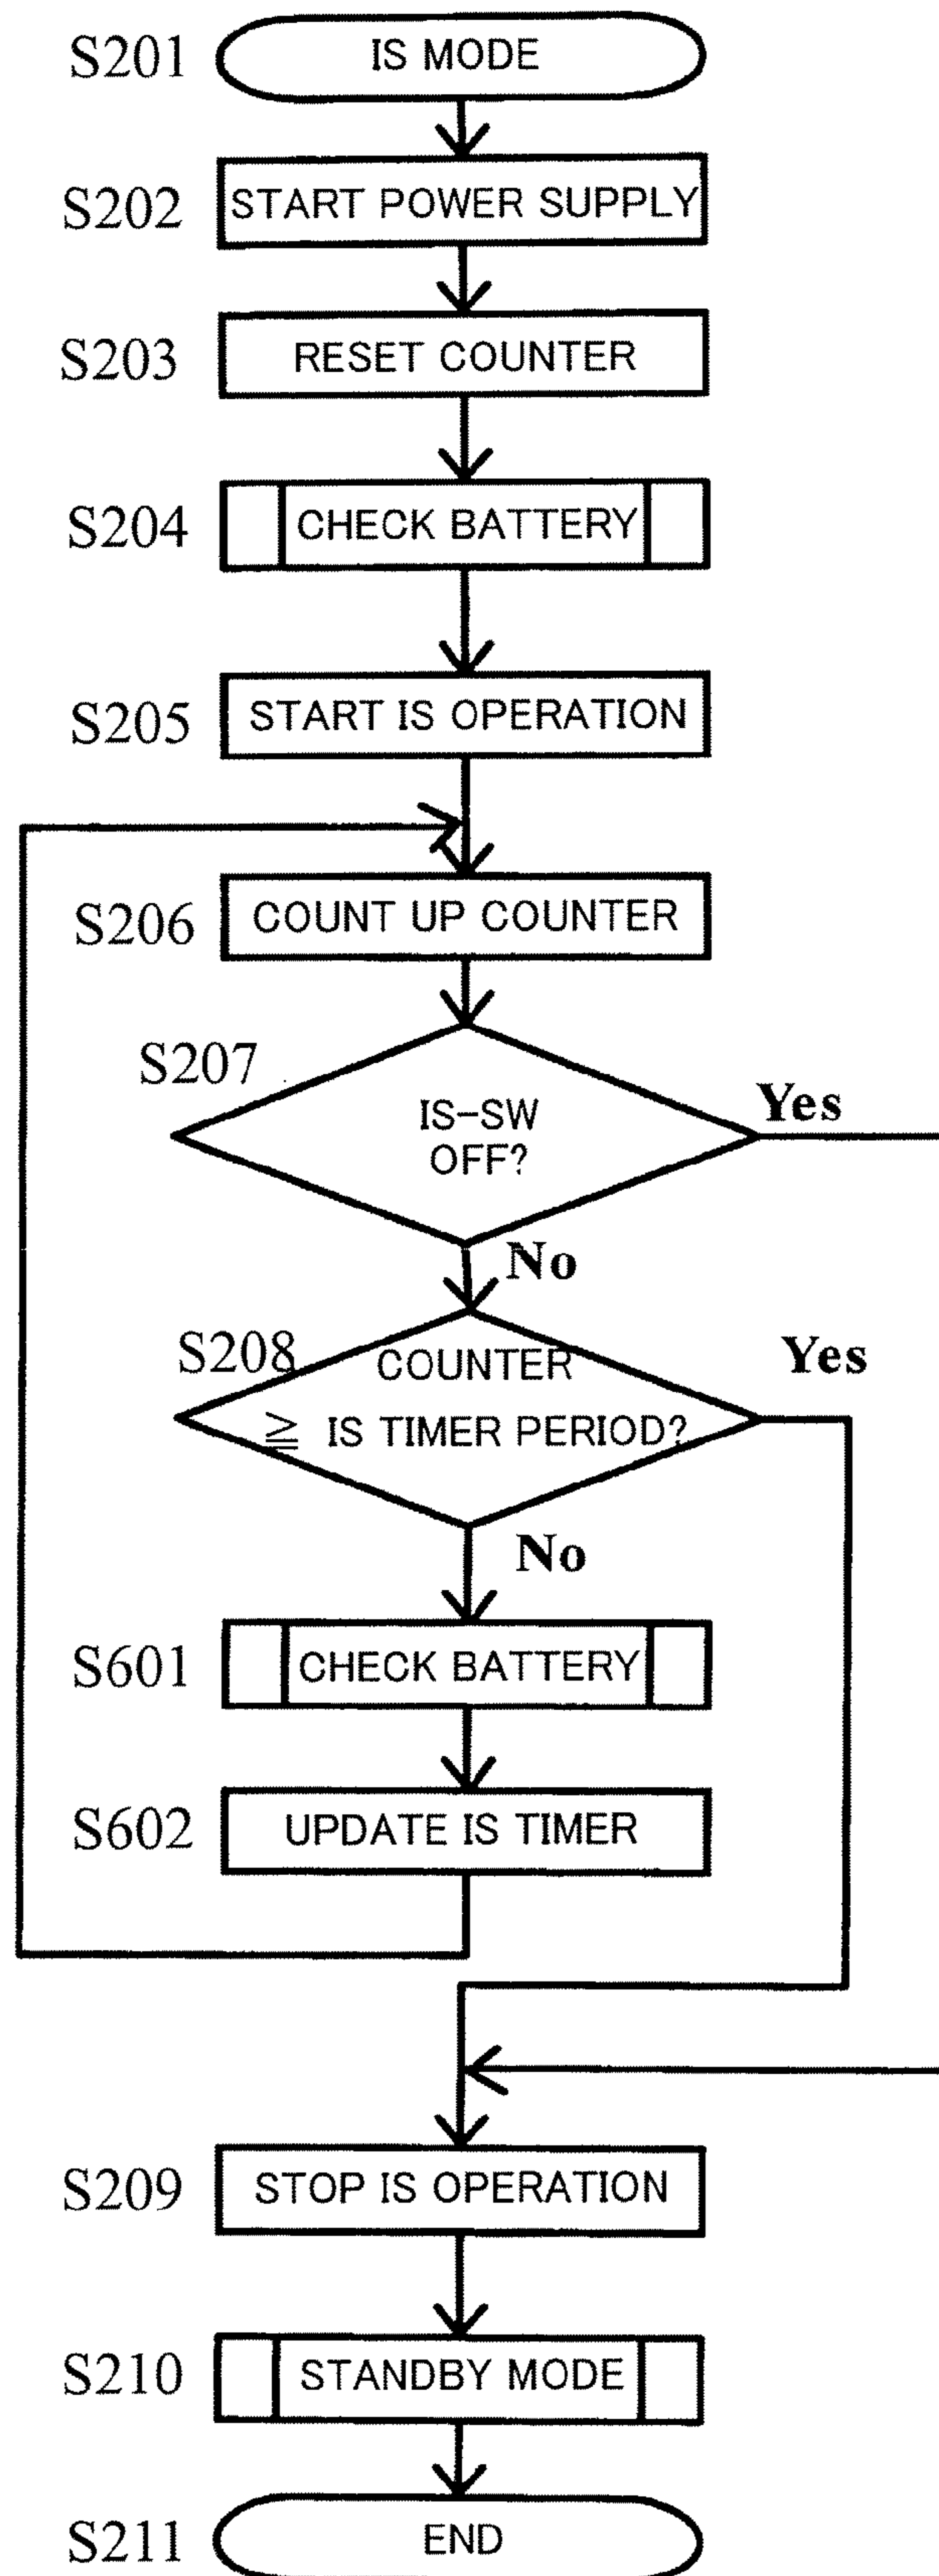 S201 IS MODE
S202 START POWER SUPPLY
S203 RESET COUNTER
S204 CHECK BATTERY
S205 START IS OPERATION
S206 COUNT UP COUNTER
S207
IS-SW
OFF?
Yes
No
S208
COUNTER
≧ IS TIMER PERIOD?
Yes
No
S601 CHECK BATTERY
S602 UPDATE IS TIMER
S209 STOP IS OPERATION
S210 STANDBY MODE
S211 END